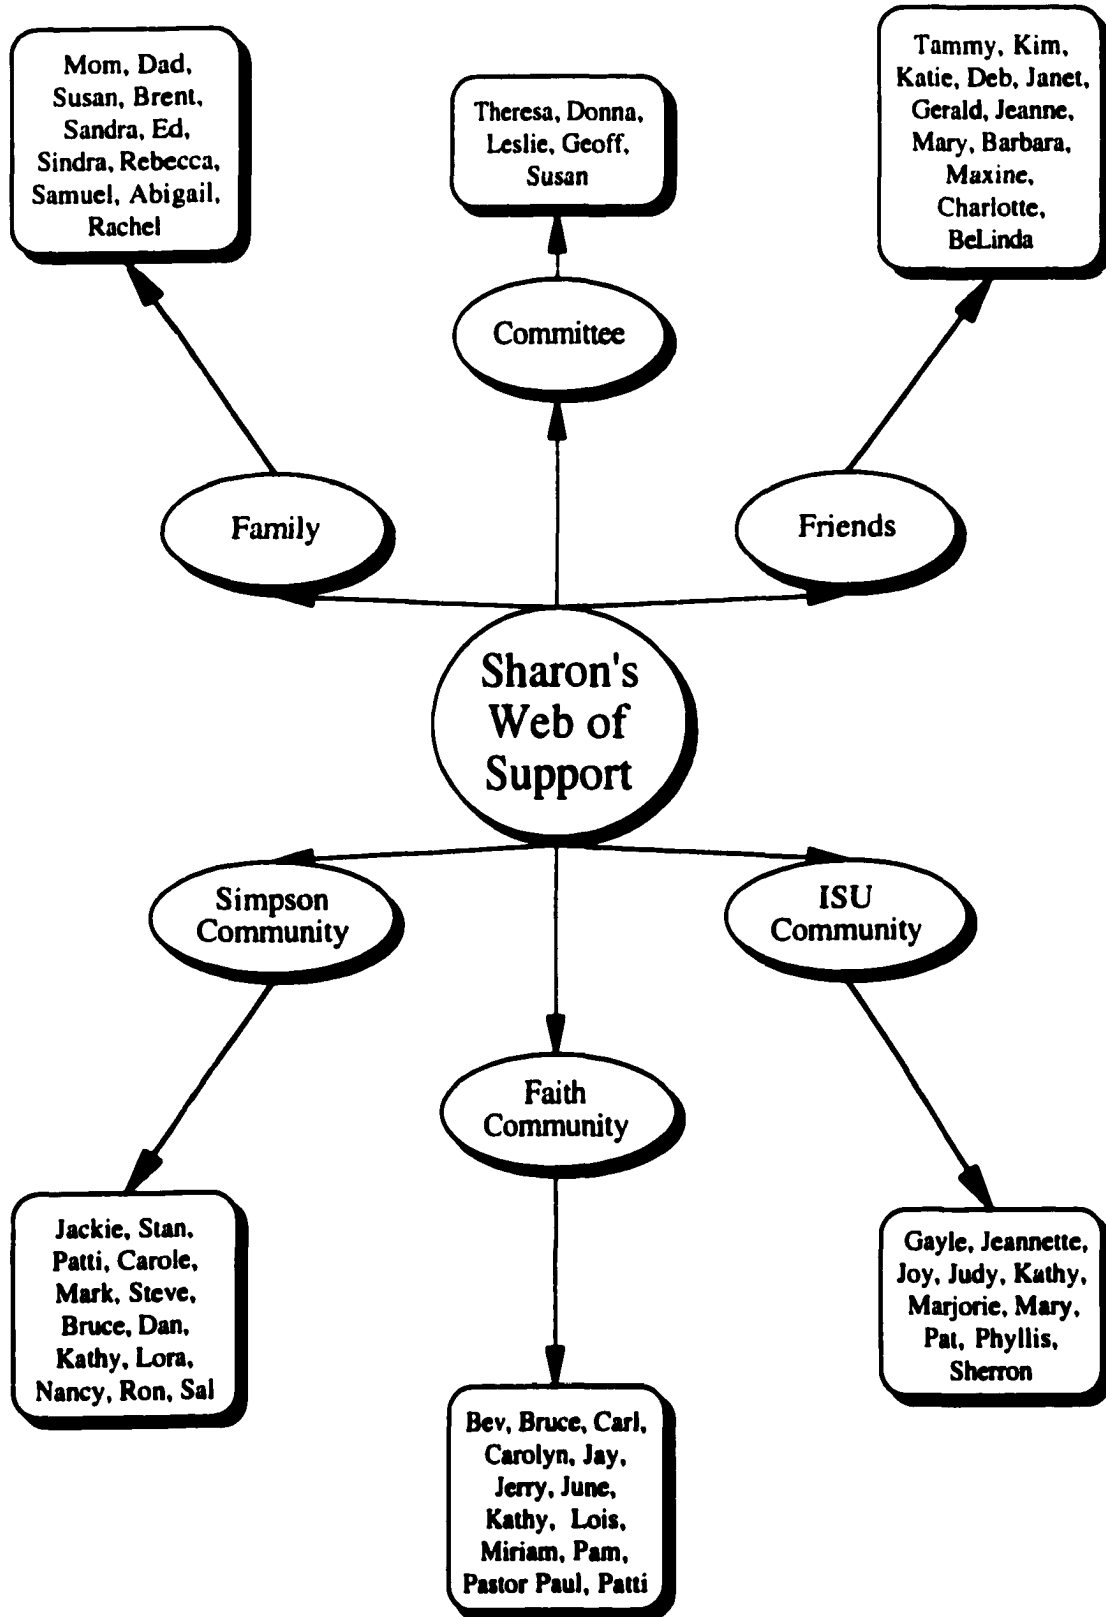 Mom, Dad,
Susan, Brent,
Sandra, Ed,
Sindra, Rebecca,
Samuel, Abigail,
Rachel
Theresa, Donna,
Leslie, Geoff,
Susan
Tammy, Kim,
Katie, Deb, Janet,
Gerald, Jeanne,
Mary, Barbara,
Maxine,
Charlotte,
BeLinda
Committee
Family
Friends
Sharon's
Web of
Support
Simpson
Community
ISU
Community
Faith
Community
Jackie, Stan,
Patti, Carole,
Mark, Steve,
Bruce, Dan,
Kathy, Lora,
Nancy, Ron, Sal
Gayle, Jeannette,
Joy, Judy, Kathy,
Marjorie, Mary,
Pat, Phyllis,
Sherron
Bev, Bruce, Carl,
Carolyn, Jay,
Jerry, June,
Kathy, Lois,
Miriam, Pam,
Pastor Paul, Patti